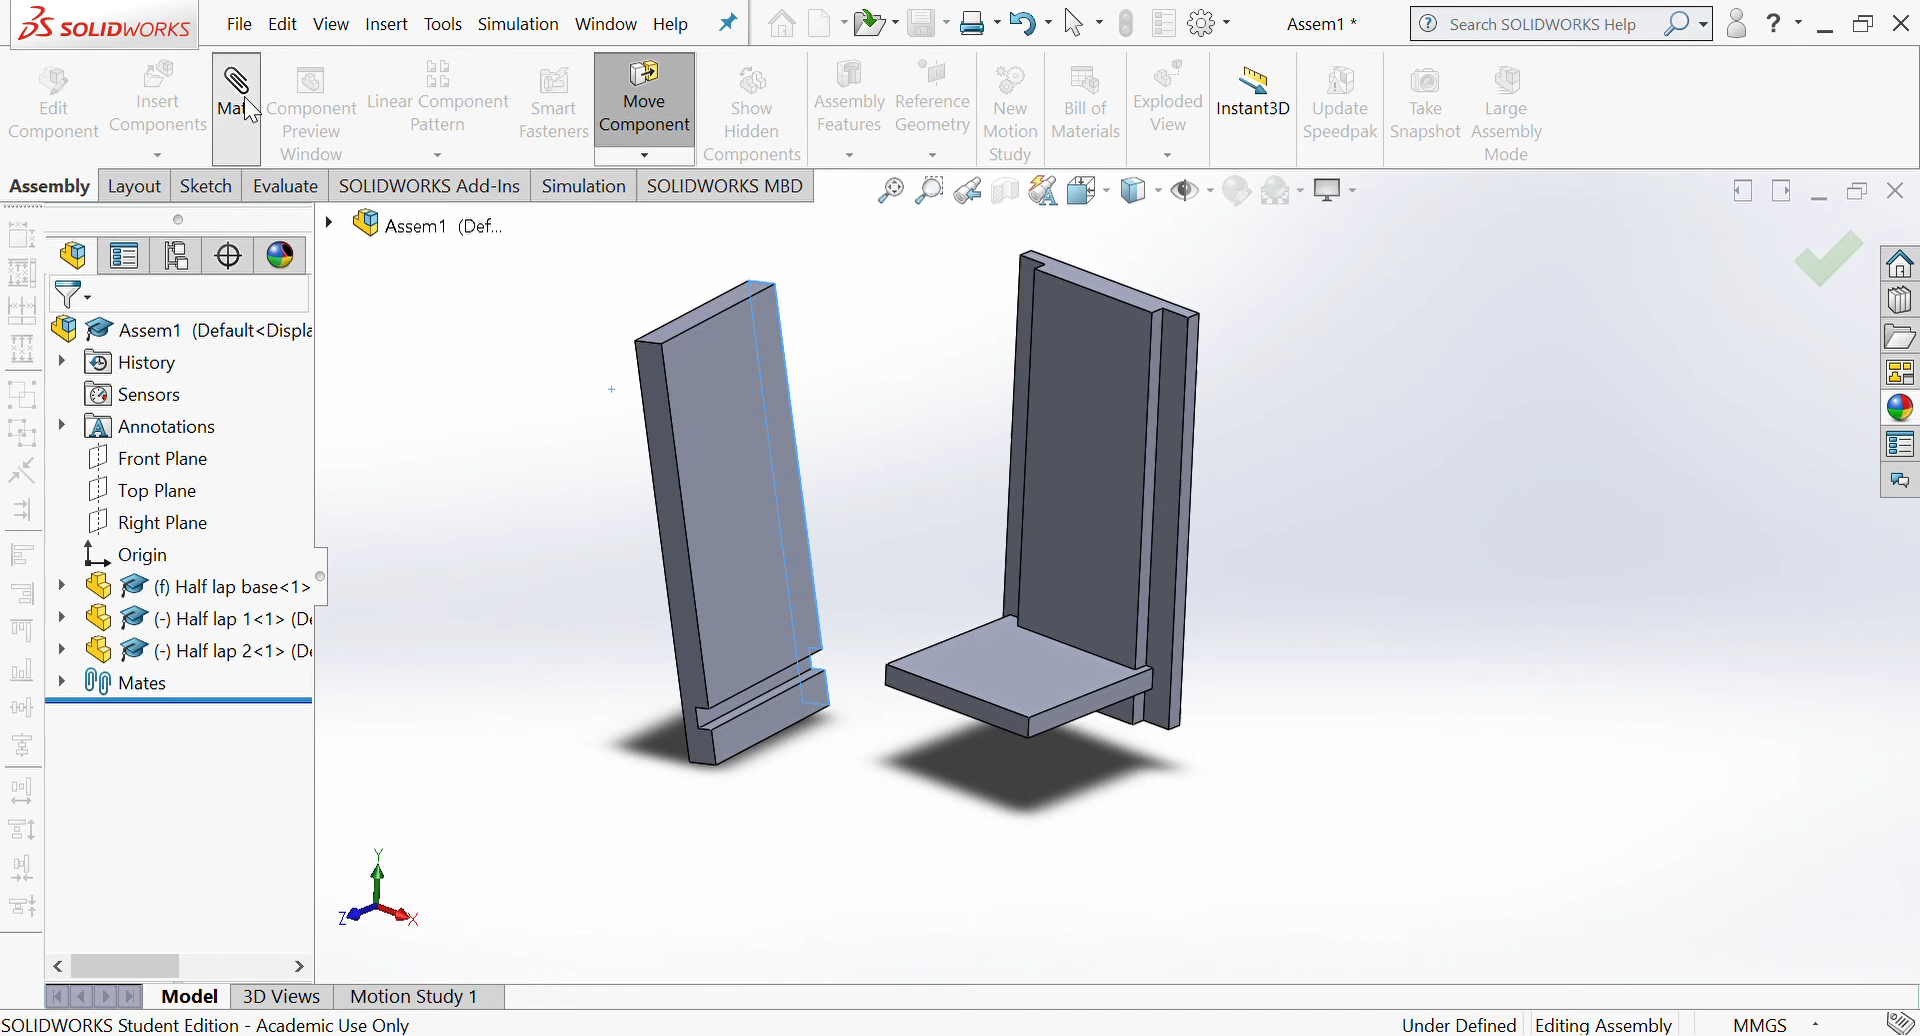 SOLIDWORKS
File Edit View Insert Tools Simulation Window Help
Assem1 *
Search SOLIDWORKS Help
?
Edit Component
Insert Components
Component Preview Window
Linear Component Pattern
Smart Fasteners
Move Component
Show Hidden Components
Assembly Features
Reference Geometry
New Motion Study
Bill of Materials
Exploded View
Instant3D
Update Speedpak
Take Snapshot
Large Assembly Mode
Assembly Layout Sketch Evaluate SOLIDWORKS Add-Ins Simulation SOLIDWORKS MBD
Assem1 (Def...
Assem1 (Default<Displa
History
Sensors
Annotations
Front Plane
Top Plane
Right Plane
Origin
(f) Half lap base<1>
(-) Half lap 1<1> (De
(-) Half lap 2<1> (De
Mates
Y
Z
X
Model 3D Views Motion Study 1
SOLIDWORKS Student Edition - Academic Use Only
Under Defined Editing Assembly MMGS